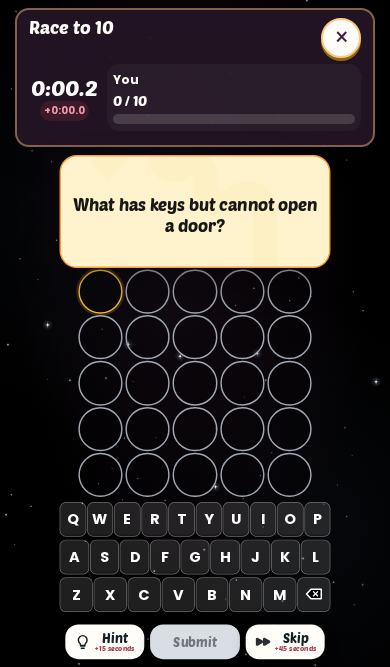 Race to 10
×
0:00.2
+0:00.0
You
0 / 10
What has keys but cannot open
a door?
Q W E R T Y U I O P
A S D F G H J K L
Z X C V B N M
Hint
+15 seconds
Submit
Skip
+45 seconds